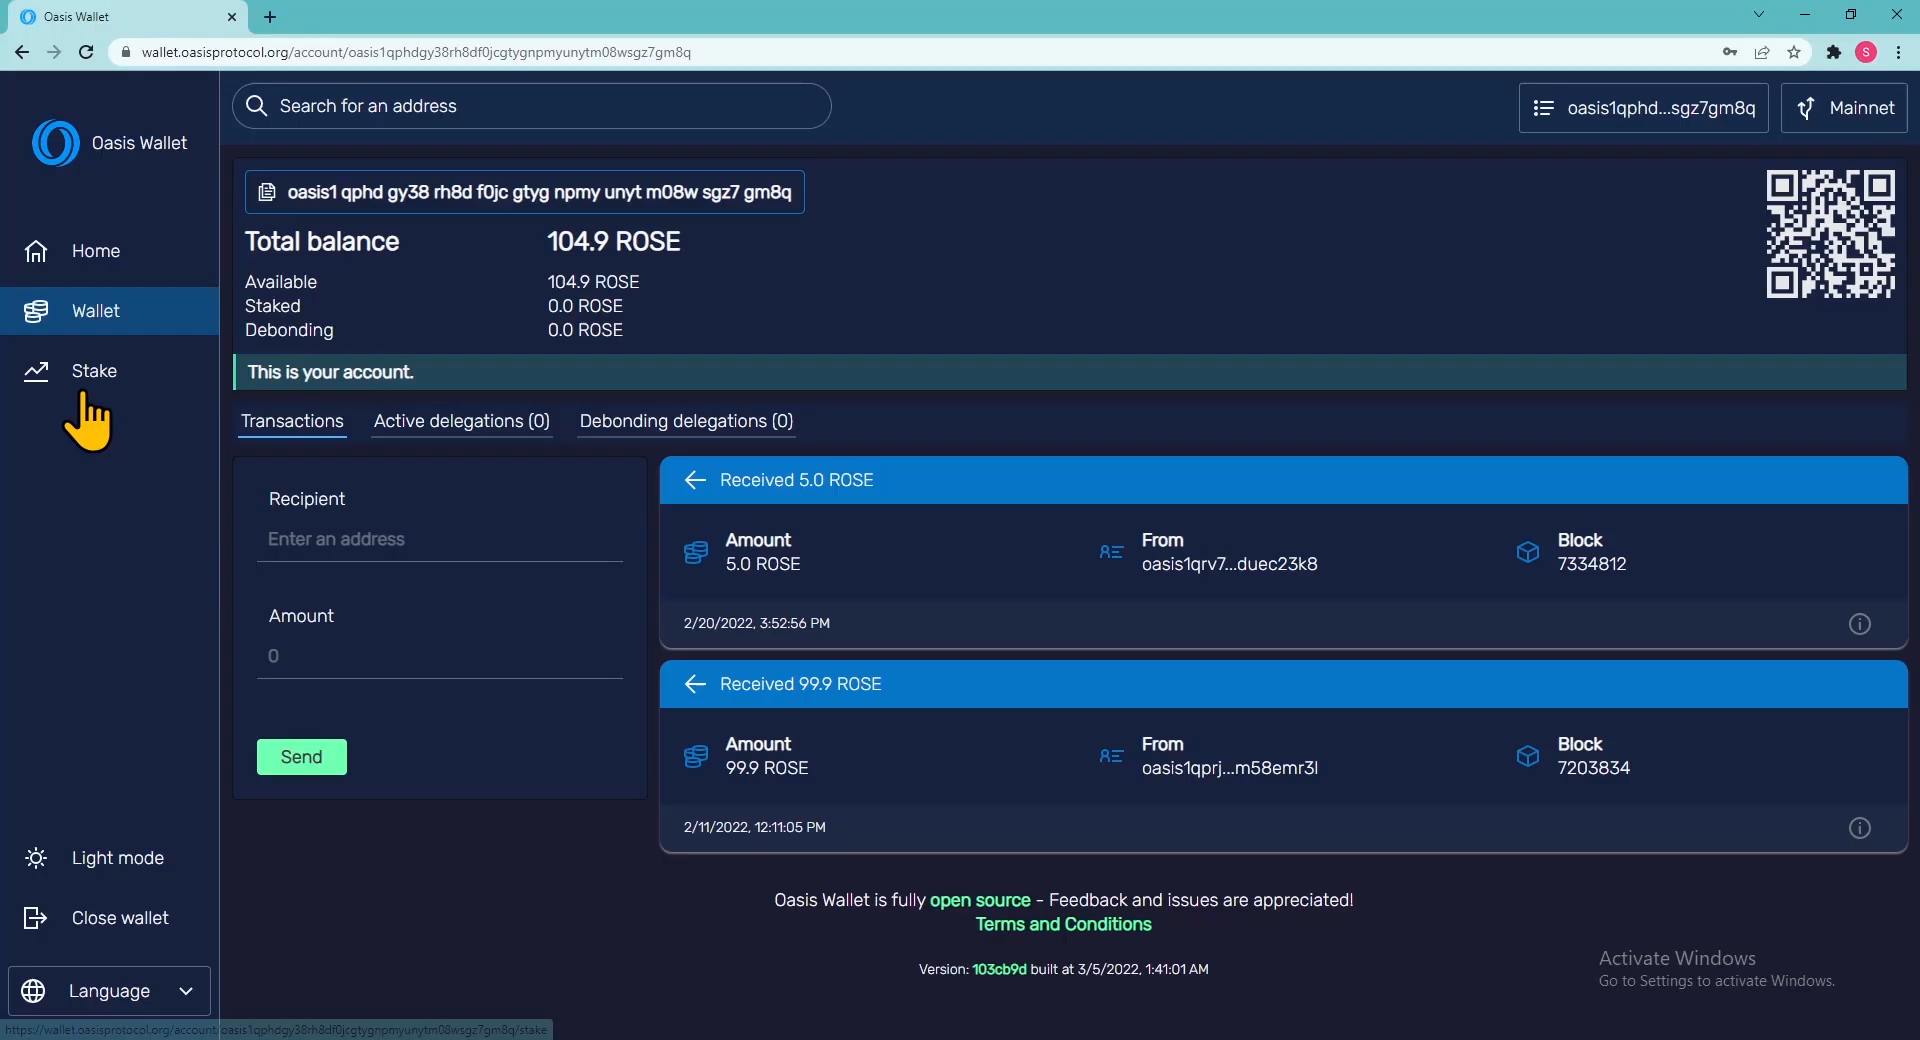 Oasis Wallet
wallet.oasisprotocol.org/account/oasis1qphdgy38rh8df0jcgtygnpmyunytm08wsgz7gm8q
S
Oasis Wallet
Search for an address
oasis1qphd...sgz7gm8q
Mainnet
oasis1 qphd gy38 rh8d f0jc gtyg npmy unyt m08w sgz7 gm8q
Total balance 104.9 ROSE
Available 104.9 ROSE
Staked 0.0 ROSE
Debonding 0.0 ROSE
This is your account.
Home
Wallet
Stake
Transactions Active delegations (0) Debonding delegations (0)
Recipient
Enter an address
Amount
0
Send
Received 5.0 ROSE
Amount From Block
5.0 ROSE oasis1qrv7...duec23k8 7334812
2/20/2022, 3:52:56 PM
Received 99.9 ROSE
Amount From Block
99.9 ROSE oasis1qprj...m58emr3l 7203834
2/11/2022, 12:11:05 PM
Light mode
Close wallet
Language
Oasis Wallet is fully open source - Feedback and issues are appreciated!
Terms and Conditions
Version: 103cb9d built at 3/5/2022, 1:41:01 AM
Activate Windows
Go to Settings to activate Windows.
https://wallet.oasisprotocol.org/account/oasis1qphdgy38rh8df0jcgtygnpmyunytm08wsgz7gm8q/stake